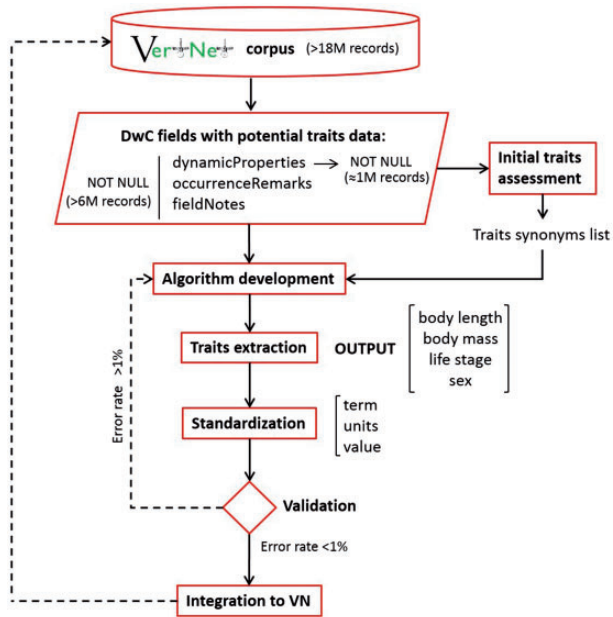 VertNet corpus (>18M records)
DwC fields with potential traits data:
NOT NULL
(>6M records)
dynamicProperties
occurrenceRemarks
fieldNotes
NOT NULL
(≈1M records)
Initial traits
assessment
Traits synonyms list
Algorithm development
Traits extraction
OUTPUT
body length
body mass
life stage
sex
Error rate >1%
Standardization
term
units
value
Validation
Error rate <1%
Integration to VN